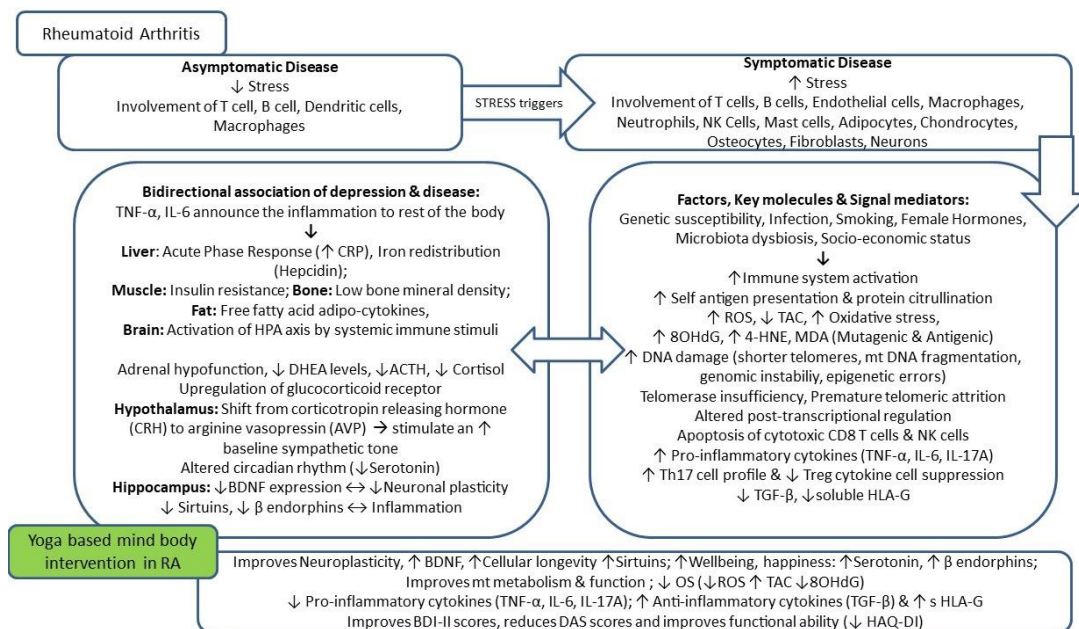 Rheumatoid Arthritis
Asymptomatic Disease
↓ Stress
Involvement of T cell, B cell, Dendritic cells,
Macrophages
STRESS triggers
Symptomatic Disease
↑ Stress
Involvement of T cells, B cells, Endothelial cells, Macrophages,
Neutrophils, NK Cells, Mast cells, Adipocytes, Chondrocytes,
Osteocytes, Fibroblasts, Neurons
Bidirectional association of depression & disease:
TNF-α, IL-6 announce the inflammation to rest of the body
↓
Liver: Acute Phase Response (↑ CRP), Iron redistribution
(Hepcidin);
Muscle: Insulin resistance; Bone: Low bone mineral density;
Fat: Free fatty acid adipo-cytokines,
Brain: Activation of HPA axis by systemic immune stimuli
Adrenal hypofunction, ↓ DHEA levels, ↓ACTH, ↓ Cortisol
Upregulation of glucocorticoid receptor
Hypothalamus: Shift from corticotropin releasing hormone
(CRH) to arginine vasopressin (AVP) → stimulate an ↑
baseline sympathetic tone
Altered circadian rhythm (↓Serotonin)
Hippocampus: ↓BDNF expression ↔ ↓Neuronal plasticity
↓ Sirtuins, ↓ β endorphins ↔ Inflammation
Factors, Key molecules & Signal mediators:
Genetic susceptibility, Infection, Smoking, Female Hormones,
Microbiota dysbiosis, Socio-economic status
↓
↑Immune system activation
↑ Self antigen presentation & protein citrullination
↑ ROS, ↓ TAC, ↑ Oxidative stress,
↑ 8OHdG, ↑ 4-HNE, MDA (Mutagenic & Antigenic)
↑ DNA damage (shorter telomeres, mt DNA fragmentation,
genomic instabiliy, epigenetic errors)
Telomerase insufficiency, Premature telomeric attrition
Altered post-transcriptional regulation
Apoptosis of cytotoxic CD8 T cells & NK cells
↑ Pro-inflammatory cytokines (TNF-α, IL-6, IL-17A)
↑ Th17 cell profile & ↓ Treg cytokine cell suppression
↓ TGF-β, ↓soluble HLA-G
Yoga based mind body
intervention in RA
Improves Neuroplasticity, ↑ BDNF, ↑Cellular longevity ↑Sirtuins; ↑Wellbeing, happiness: ↑Serotonin, ↑ β endorphins;
Improves mt metabolism & function ; ↓ OS (↓ROS ↑ TAC ↓8OHdG)
↓ Pro-inflammatory cytokines (TNF-α, IL-6, IL-17A); ↑ Anti-inflammatory cytokines (TGF-β) & ↑ s HLA-G
Improves BDI-II scores, reduces DAS scores and improves functional ability (↓ HAQ-DI)